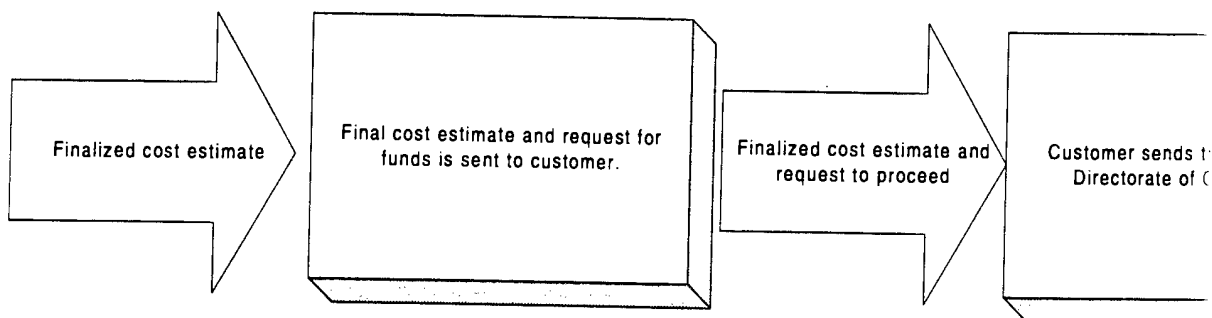 Finalized cost estimate
Final cost estimate and request for
funds is sent to customer.
Finalized cost estimate and
request to proceed
Customer sends
Directorate of